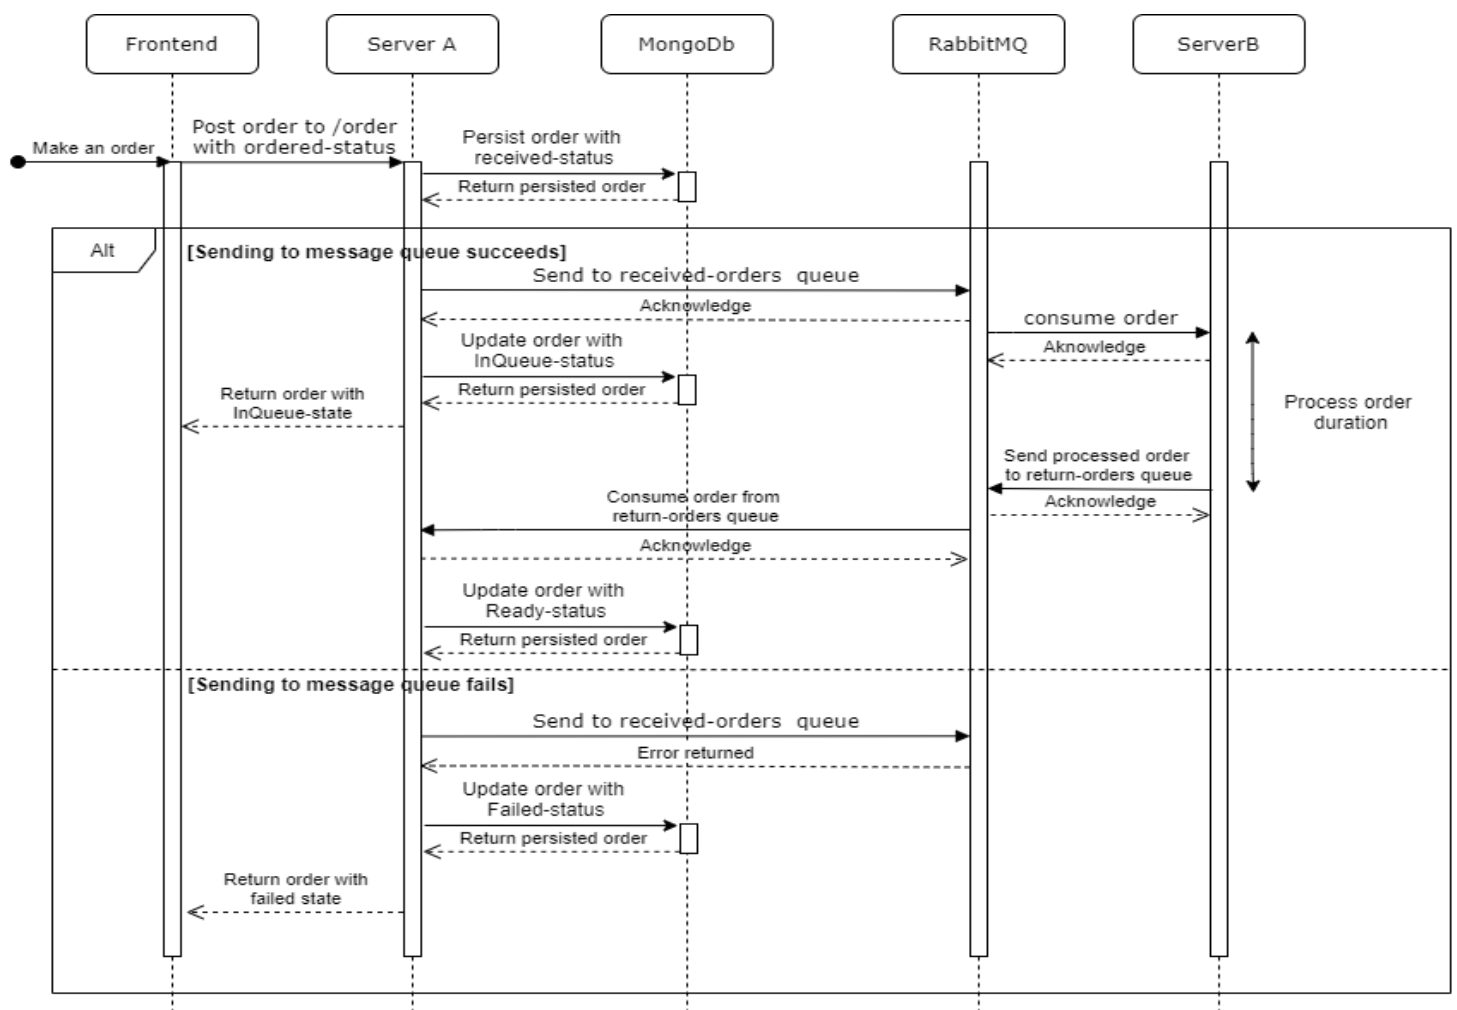 Frontend
Server A
MongoDb
RabbitMQ
ServerB
Make an order
Post order to /order
with ordered-status
Persist order with
received-status
Return persisted order
Alt
[Sending to message queue succeeds]
Send to received-orders queue
Acknowledge
consume order
Aknowledge
Update order with
InQueue-status
Return persisted order
Return order with
InQueue-state
Process order
duration
Send processed order
to return-orders queue
Acknowledge
Consume order from
return-orders queue
Acknowledge
Update order with
Ready-status
Return persisted order
[Sending to message queue fails]
Send to received-orders queue
Error returned
Update order with
Failed-status
Return persisted order
Return order with
failed state